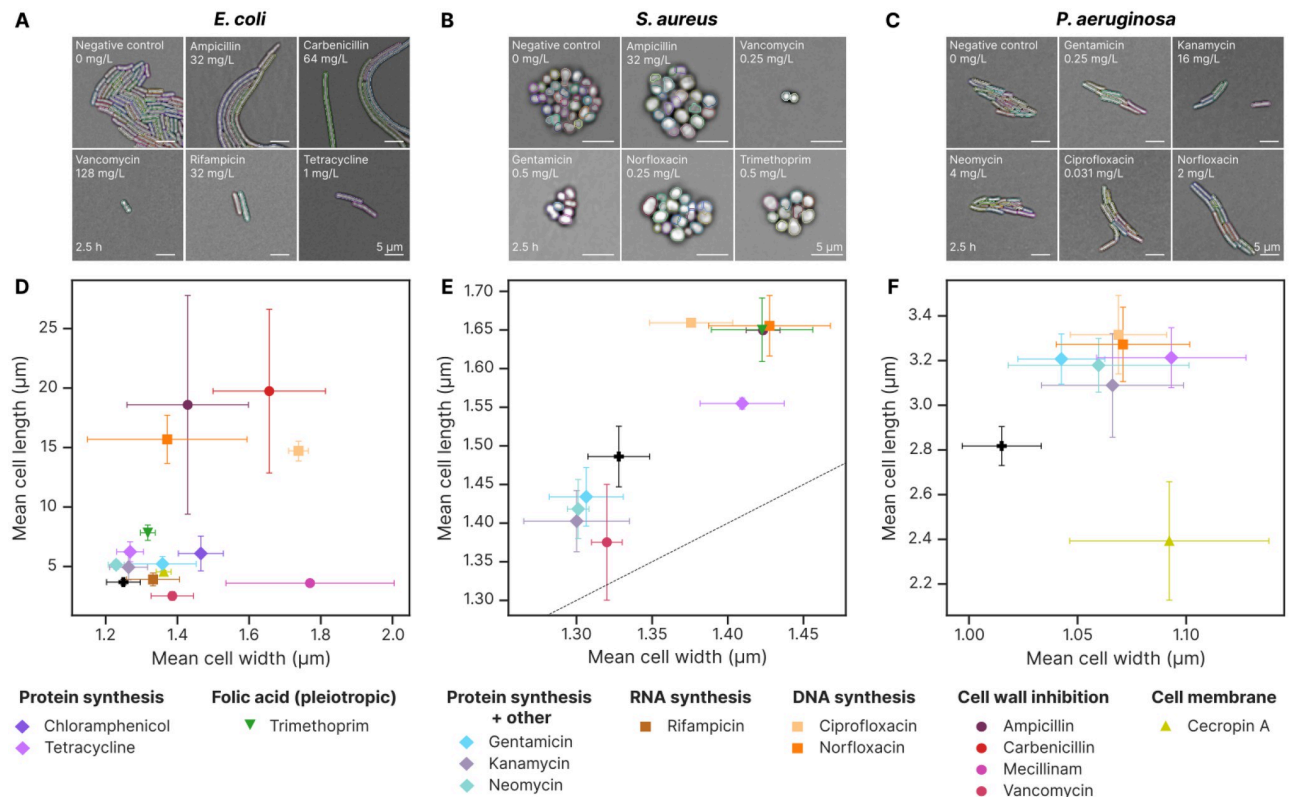 A
E. coli
B
S. aureus
C
P. aeruginosa
Negative control
0 mg/L
Ampicillin
32 mg/L
Carbenicillin
64 mg/L
Vancomycin
128 mg/L
2.5 h
Rifampicin
32 mg/L
Tetracycline
1 mg/L
5 µm
Negative control
0 mg/L
Ampicillin
32 mg/L
Vancomycin
0.25 mg/L
Gentamicin
0.5 mg/L
2.5 h
Norfloxacin
0.25 mg/L
Trimethoprim
0.5 mg/L
5 µm
Negative control
0 mg/L
Gentamicin
0.25 mg/L
Kanamycin
16 mg/L
Neomycin
4 mg/L
2.5 h
Ciprofloxacin
0.031 mg/L
Norfloxacin
2 mg/L
5 µm
D
Mean cell length (µm)
25
20
15
10
5
1.2 1.4 1.6 1.8 2.0
Mean cell width (µm)
E
Mean cell length (µm)
1.70
1.65
1.60
1.55
1.50
1.45
1.40
1.35
1.30
1.30 1.35 1.40 1.45
Mean cell width (µm)
F
Mean cell length (µm)
3.4
3.2
3.0
2.8
2.6
2.4
2.2
1.00 1.05 1.10
Mean cell width (µm)
Protein synthesis
Chloramphenicol
Tetracycline
Folic acid (pleiotropic)
Trimethoprim
Protein synthesis
+ other
Gentamicin
Kanamycin
Neomycin
RNA synthesis
Rifampicin
DNA synthesis
Ciprofloxacin
Norfloxacin
Cell wall inhibition
Ampicillin
Carbenicillin
Mecillinam
Vancomycin
Cell membrane
Cecropin A